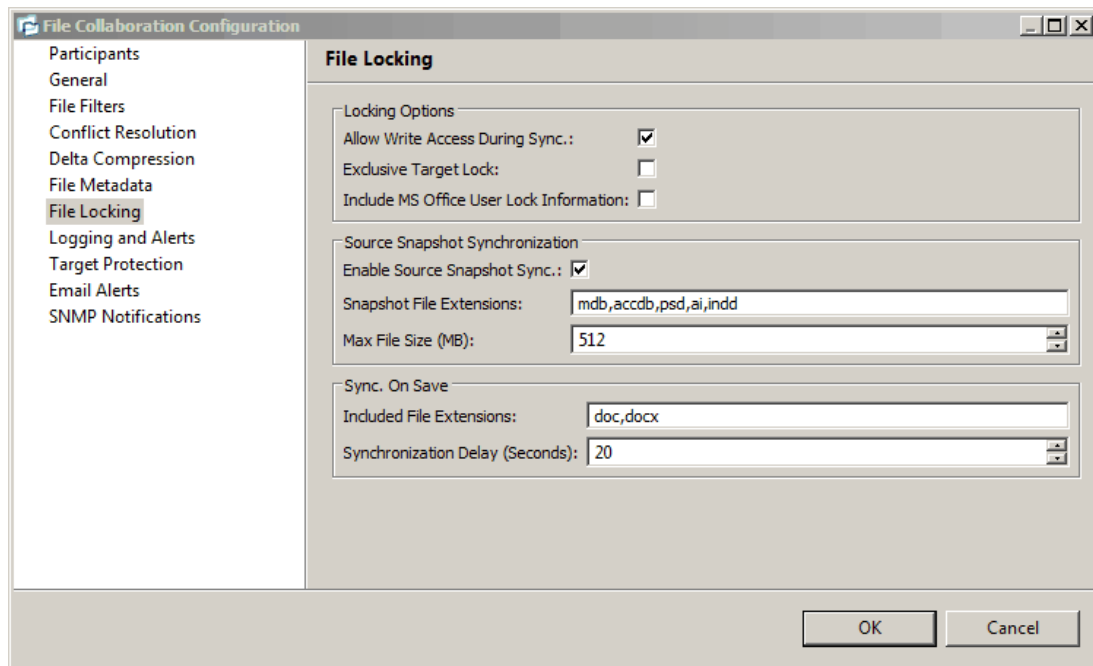 File Collaboration Configuration
Participants
General
File Filters
Conflict Resolution
Delta Compression
File Metadata
File Locking
Logging and Alerts
Target Protection
Email Alerts
SNMP Notifications
File Locking
Locking Options
Allow Write Access During Sync.:
Exclusive Target Lock:
Include MS Office User Lock Information:
Source Snapshot Synchronization
Enable Source Snapshot Sync.:
Snapshot File Extensions: mdb,accdb,psd,ai,indd
Max File Size (MB): 512
Sync. On Save
Included File Extensions: doc,docx
Synchronization Delay (Seconds): 20
OK Cancel